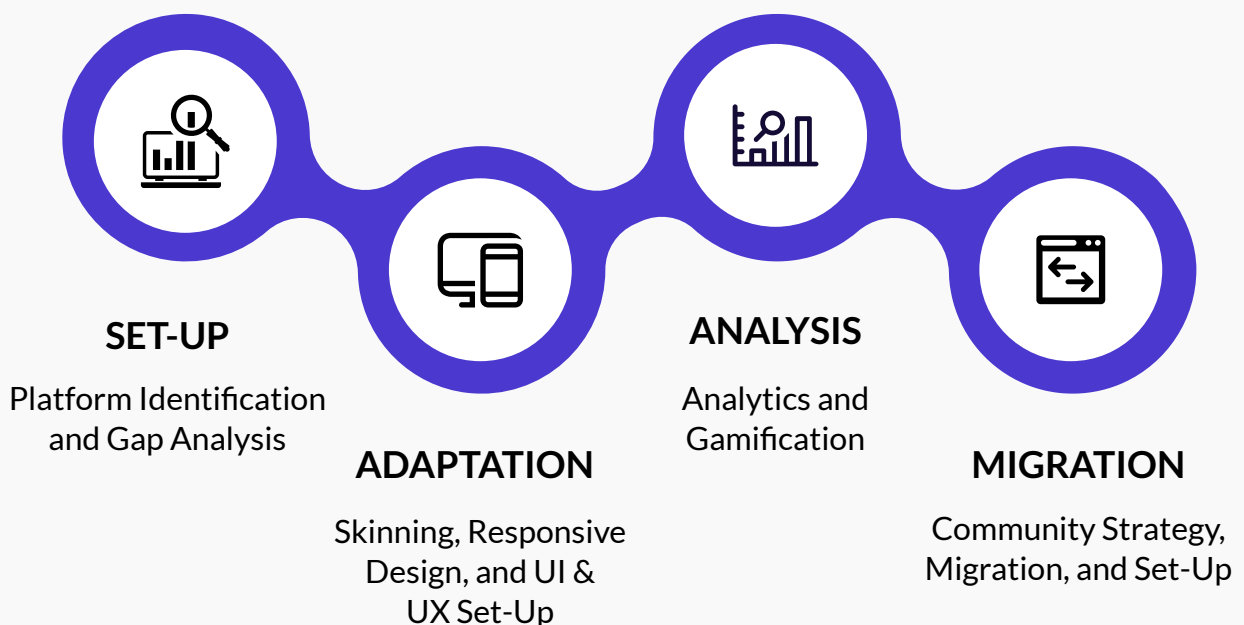 SET-UP
Platform Identification
and Gap Analysis
ADAPTATION
Skinning, Responsive
Design, and UI &
UX Set-Up
ANALYSIS
Analytics and
Gamification
MIGRATION
Community Strategy,
Migration, and Set-Up